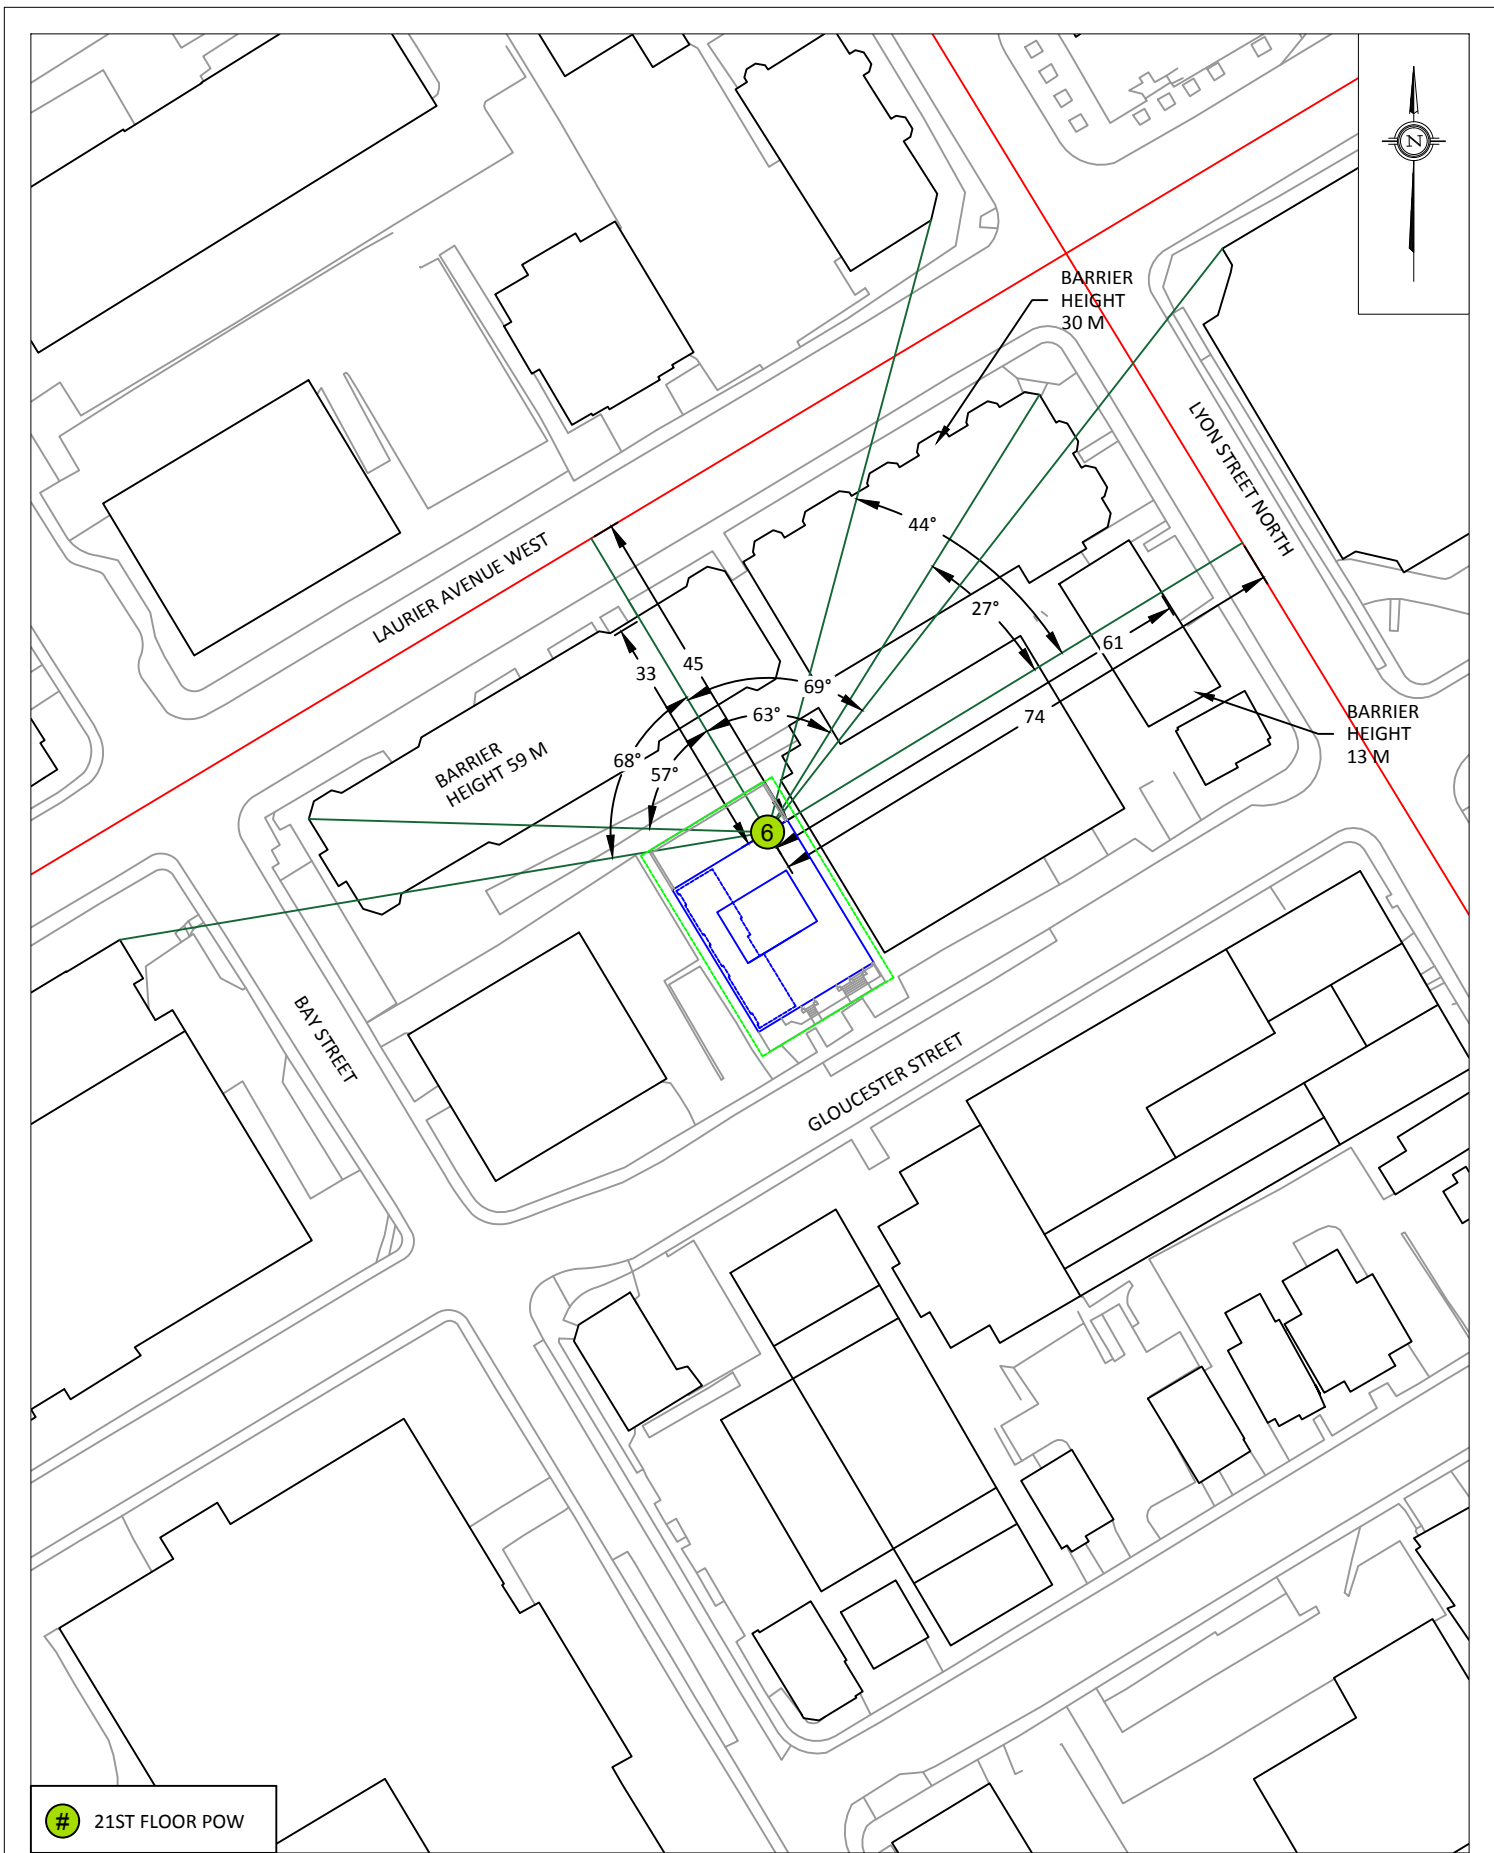 N
BARRIER
HEIGHT
30 M
LYON STREET NORTH
44°
LAURIER AVENUE WEST
27°
61
33
45
69°
63°
74
BARRIER
HEIGHT 59 M
68°
57°
BARRIER
HEIGHT
13 M
6
BAY STREET
GLOUCESTER STREET
# 21ST FLOOR POW